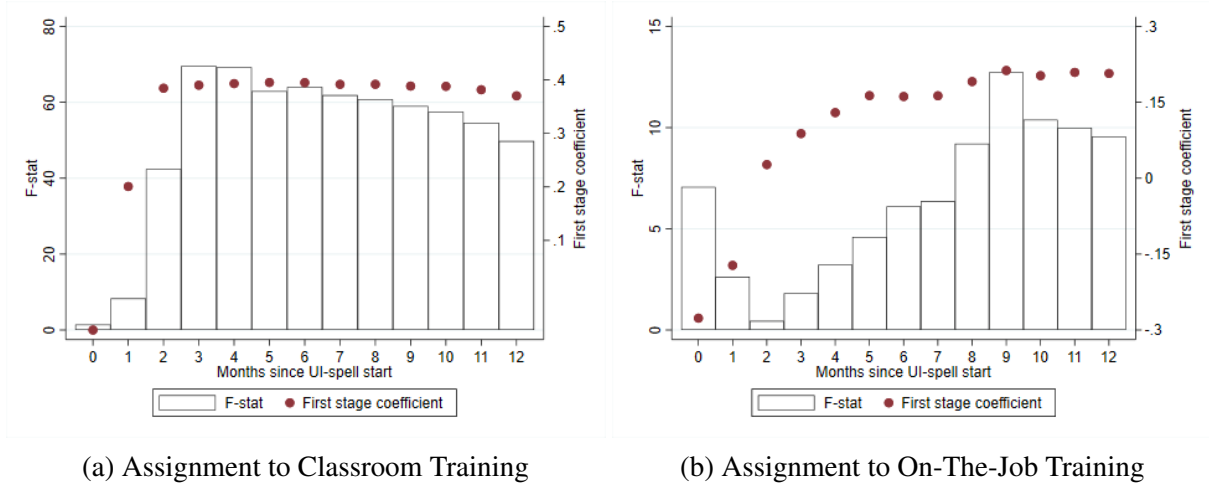 80
60
40
20
0
F-stat
.5
.4
.3
.2
.1
First stage coefficient
0 1 2 3 4 5 6 7 8 9 10 11 12
Months since UI-spell start
F-stat First stage coefficient
(a) Assignment to Classroom Training
15
10
5
0
F-stat
.3
.15
0
-.15
-.3
First stage coefficient
0 1 2 3 4 5 6 7 8 9 10 11 12
Months since UI-spell start
F-stat First stage coefficient
(b) Assignment to On-The-Job Training